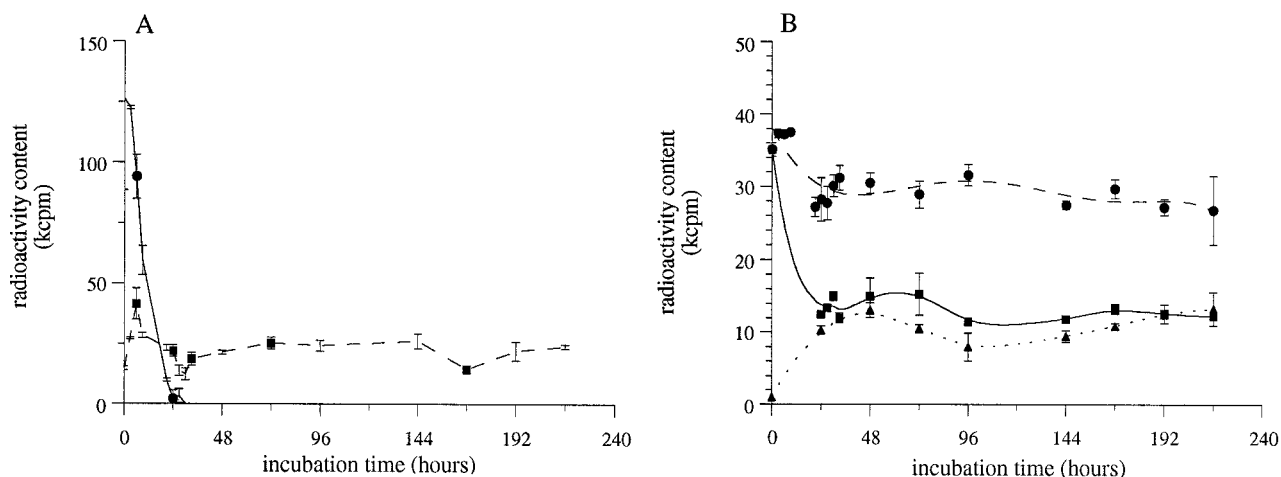 A
150
100
50
0
radioactivity content
(kcpm)
0 48 96 144 192 240
incubation time (hours)
B
50
40
30
20
10
0
radioactivity content
(kcpm)
0 48 96 144 192 240
incubation time (hours)